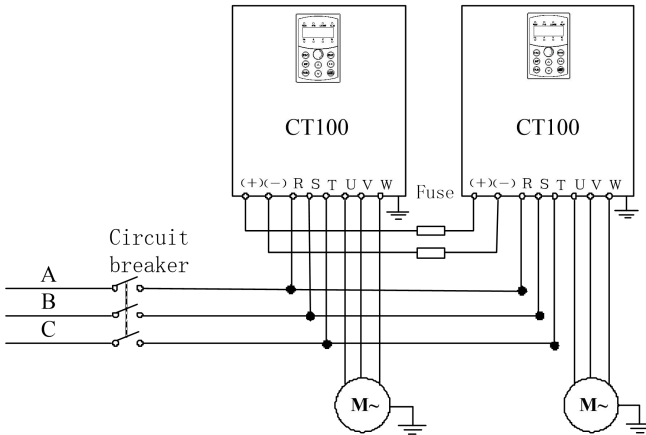 CT100
CT100
(+)(−) R S T U V W
Fuse
(+)(−) R S T U V W
Circuit
breaker
A
B
C
M~
M~